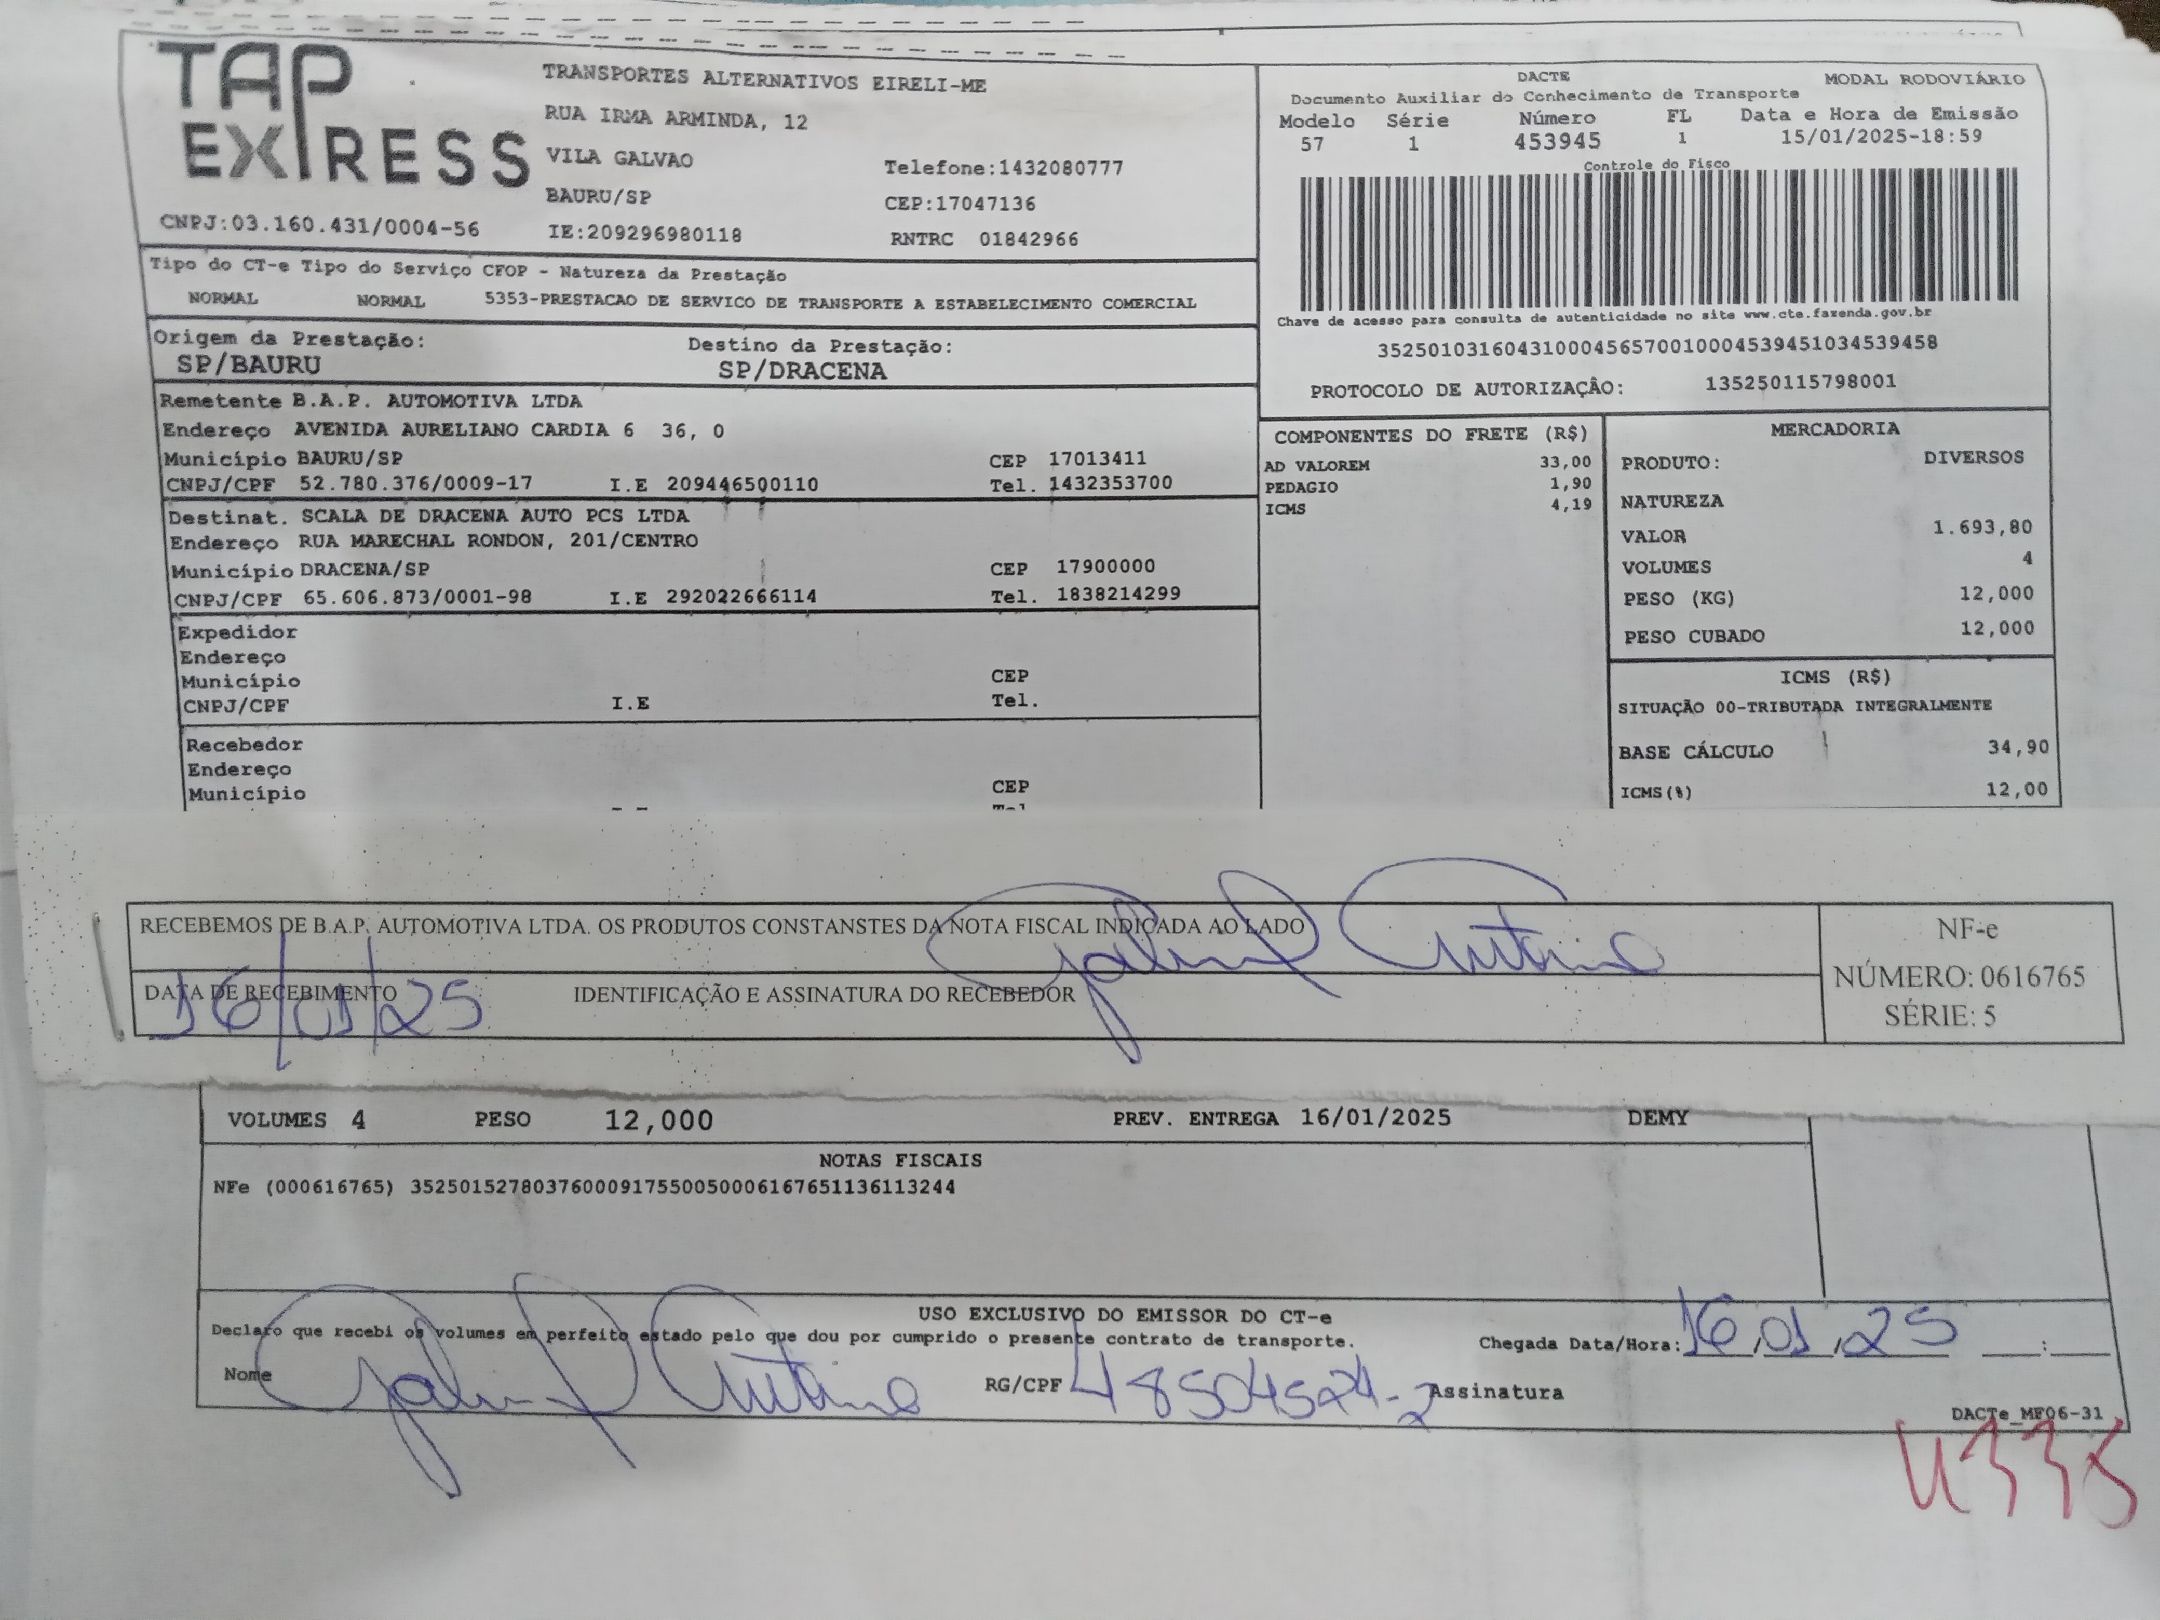 TAP EXPRESS
CNPJ:03.160.431/0004-56
TRANSPORTES ALTERNATIVOS EIRELI-ME
RUA IRMA ARMINDA, 12
VILA GALVAO Telefone:1432080777
BAURU/SP CEP:17047136
IE:209296980118 RNTRC 01842966
DACTE MODAL RODOVIÁRIO
Documento Auxiliar do Conhecimento de Transporte
Modelo Série Número FL Data e Hora de Emissão
57 1 453945 1 15/01/2025-18:59
Controle do Fisco
Chave de acesso para consulta de autenticidade no site www.cte.fazenda.gov.br
35250103160431000456570010004539451034539458
PROTOCOLO DE AUTORIZAÇÃO: 135250115798001
Tipo do CT-e Tipo do Serviço CFOP - Natureza da Prestação
NORMAL NORMAL 5353-PRESTACAO DE SERVICO DE TRANSPORTE A ESTABELECIMENTO COMERCIAL
Origem da Prestação: Destino da Prestação:
SP/BAURU SP/DRACENA
Remetente B.A.P. AUTOMOTIVA LTDA
Endereço AVENIDA AURELIANO CARDIA 6 36, 0
Município BAURU/SP CEP 17013411
CNPJ/CPF 52.780.376/0009-17 I.E 209446500110 Tel. 1432353700
Destinat. SCALA DE DRACENA AUTO PCS LTDA
Endereço RUA MARECHAL RONDON, 201/CENTRO
Município DRACENA/SP CEP 17900000
CNPJ/CPF 65.606.873/0001-98 I.E 292022666114 Tel. 1838214299
Expedidor
Endereço
Município CEP
CNPJ/CPF I.E Tel.
Recebedor
Endereço
Município CEP
COMPONENTES DO FRETE (R$)
AD VALOREM 33,00
PEDAGIO 1,90
ICMS 4,19
MERCADORIA
PRODUTO: DIVERSOS
NATUREZA
VALOR 1.693,80
VOLUMES 4
PESO (KG) 12,000
PESO CUBADO 12,000
ICMS (R$)
SITUAÇÃO 00-TRIBUTADA INTEGRALMENTE
BASE CÁLCULO 34,90
ICMS(%) 12,00
RECEBEMOS DE B.A.P. AUTOMOTIVA LTDA. OS PRODUTOS CONSTANSTES DA NOTA FISCAL INDICADA AO LADO
DATA DE RECEBIMENTO IDENTIFICAÇÃO E ASSINATURA DO RECEBEDOR
16/01/25
NF-e
NÚMERO: 0616765
SÉRIE: 5
VOLUMES 4 PESO 12,000 PREV. ENTREGA 16/01/2025 DEMY
NOTAS FISCAIS
NFe (000616765) 35250152780376000917550050006167651136113244
USO EXCLUSIVO DO EMISSOR DO CT-e
Declaro que recebi os volumes em perfeito estado pelo que dou por cumprido o presente contrato de transporte. Chegada Data/Hora: 16/01/25 :
Nome RG/CPF 48504524-2 Assinatura
DACTe_MF06-31